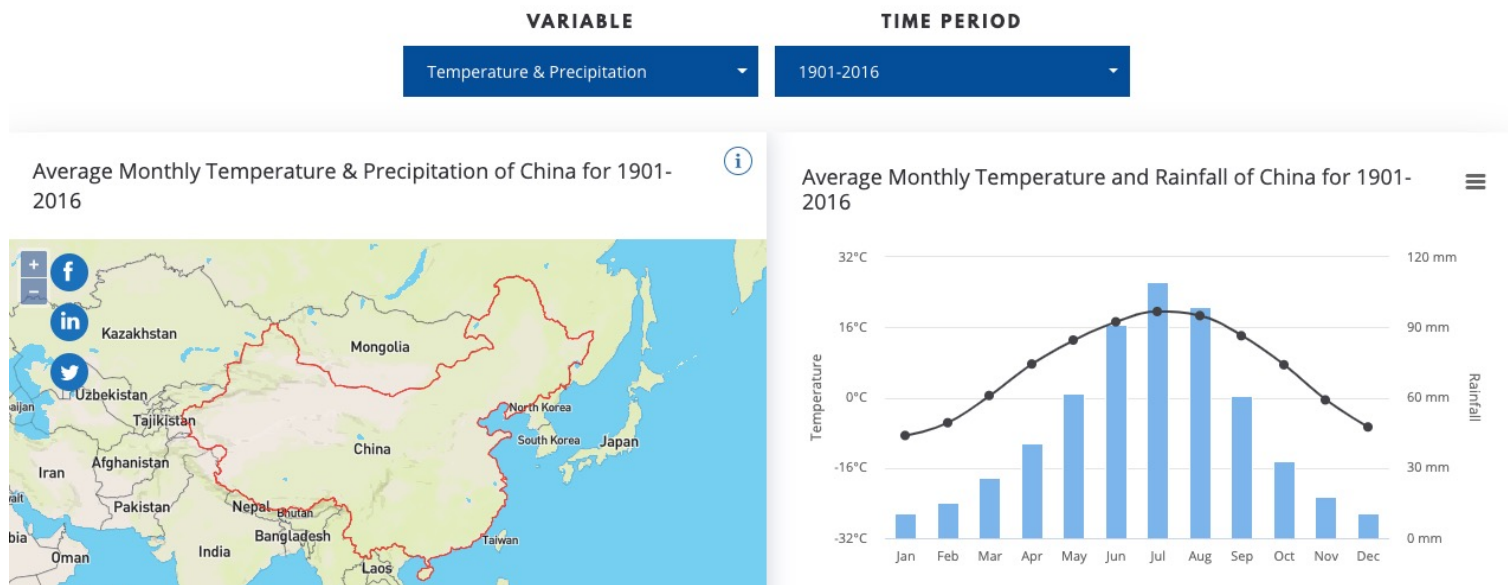 VARIABLE
TIME PERIOD
Temperature & Precipitation
1901-2016
Average Monthly Temperature & Precipitation of China for 1901-
2016
i
+
−
f
in
Kazakhstan
Mongolia
Uzbekistan
aijan
Tajikistan
North Korea
South Korea
Japan
China
Iran
Afghanistan
Pakistan
Nepal
Bhutan
Bangladesh
Taiwan
Oman
India
Laos
Average Monthly Temperature and Rainfall of China for 1901-
2016
32°C
120 mm
16°C
90 mm
0°C
60 mm
-16°C
30 mm
-32°C
0 mm
Temperature
Rainfall
Jan Feb Mar Apr May Jun Jul Aug Sep Oct Nov Dec